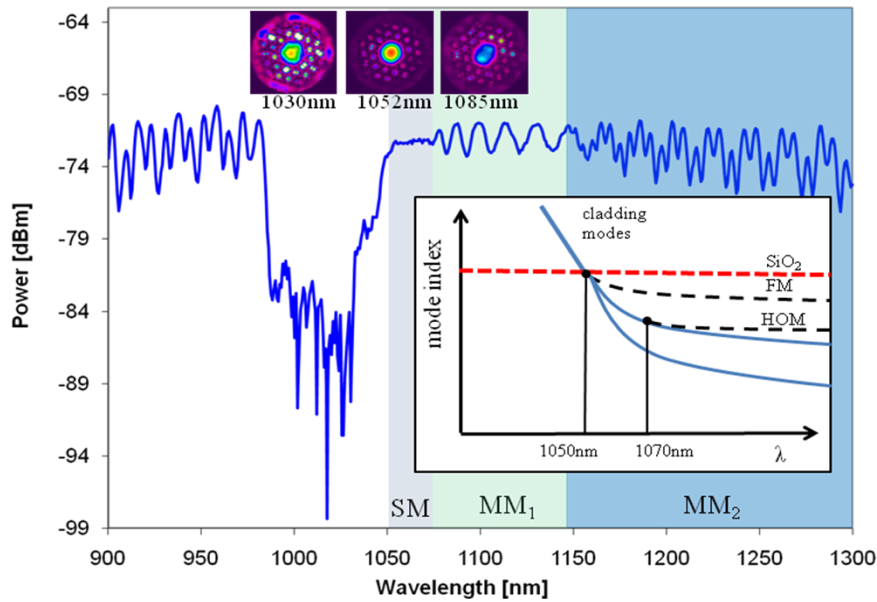 -64
-69
-74
-79
-84
-89
-94
-99
Power [dBm]
1030nm 1052nm 1085nm
cladding
modes
SiO₂
FM
HOM
mode index
1050nm 1070nm λ
SM MM₁ MM₂
900 950 1000 1050 1100 1150 1200 1250 1300
Wavelength [nm]